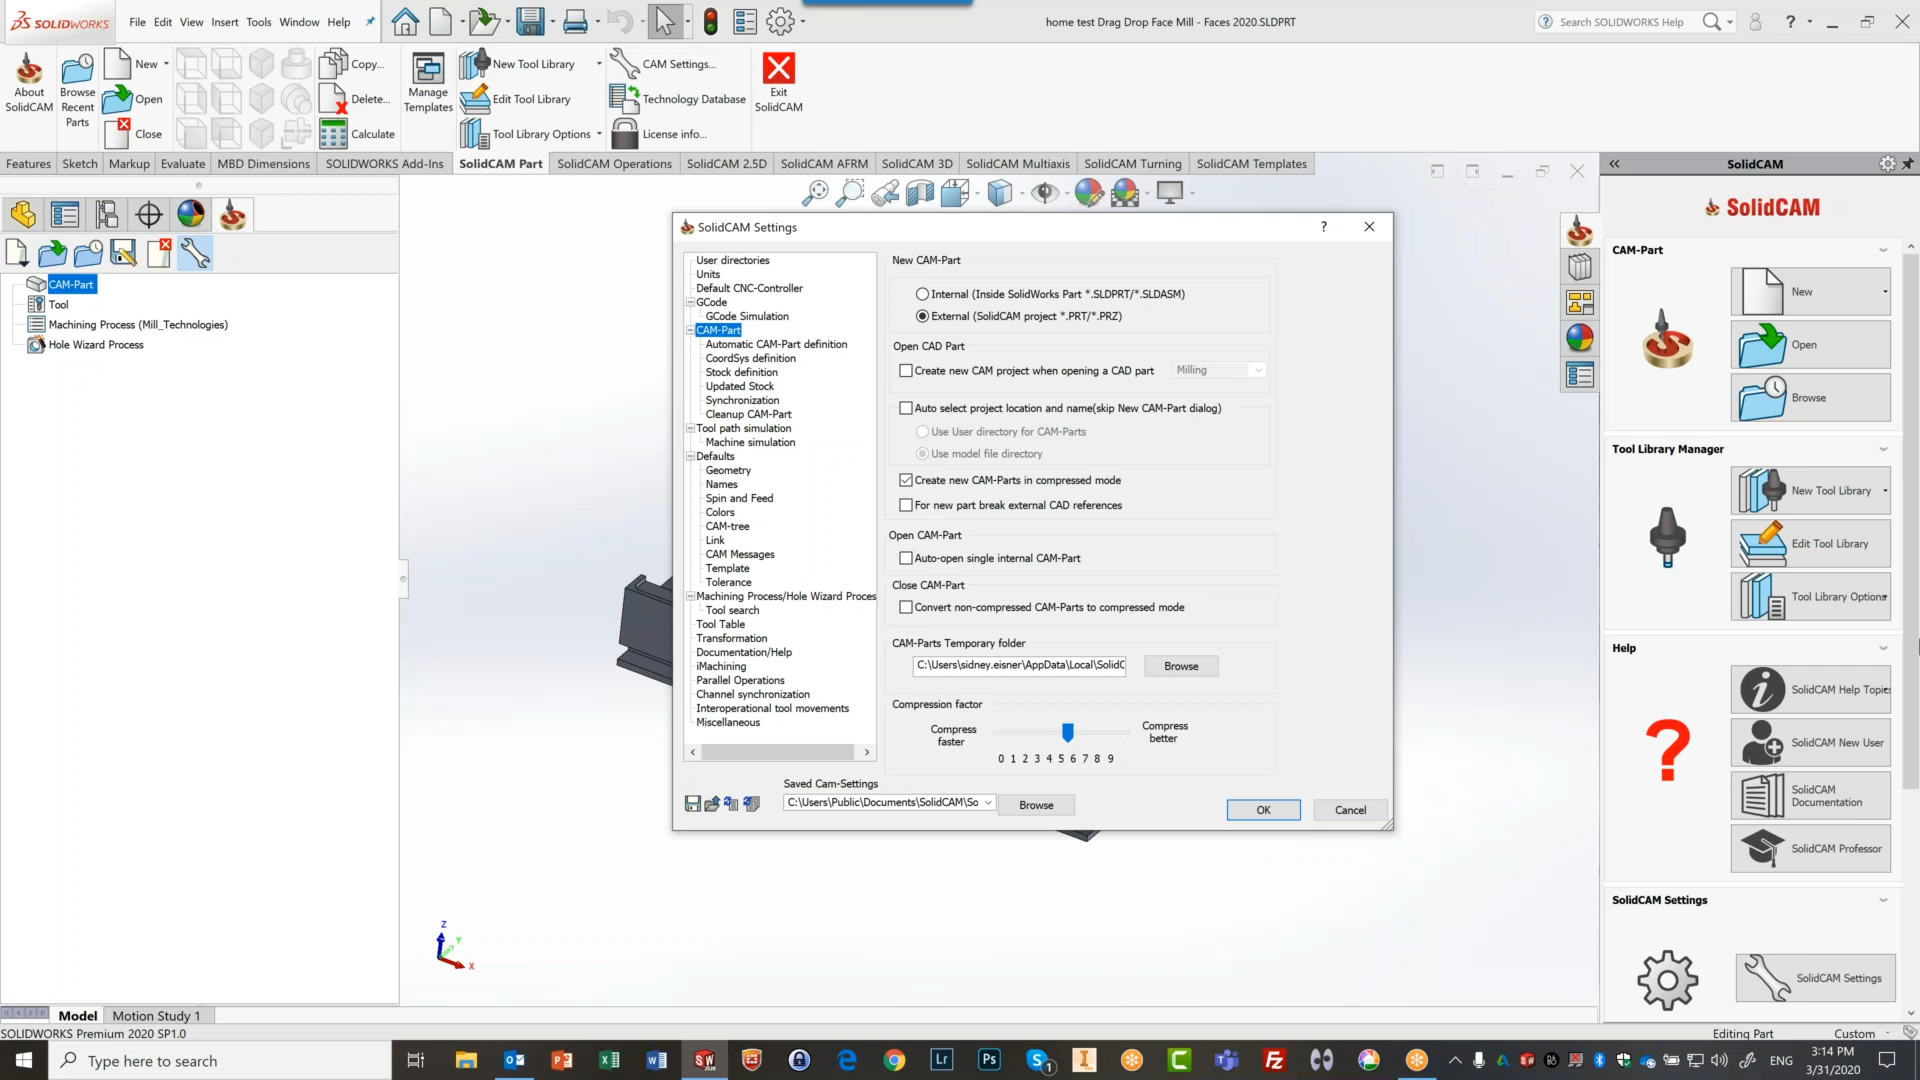 SOLIDWORKS
File Edit View Insert Tools Window Help
home test Drag Drop Face Mill - Faces 2020.SLDPRT
Search SOLIDWORKS Help
About SolidCAM
Browse Recent Parts
New
Open
Close
Copy...
Delete...
Calculate
Manage Templates
New Tool Library
Edit Tool Library
Tool Library Options
CAM Settings...
Technology Database
License info...
Exit SolidCAM
Features Sketch Markup Evaluate MBD Dimensions SOLIDWORKS Add-Ins SolidCAM Part SolidCAM Operations SolidCAM 2.5D SolidCAM AFRM SolidCAM 3D SolidCAM Multiaxis SolidCAM Turning SolidCAM Templates
CAM-Part
Tool
Machining Process (Mill_Technologies)
Hole Wizard Process
SolidCAM Settings
?
User directories
Units
Default CNC-Controller
GCode
GCode Simulation
CAM-Part
Automatic CAM-Part definition
CoordSys definition
Stock definition
Updated Stock
Synchronization
Cleanup CAM-Part
Tool path simulation
Machine simulation
Defaults
Geometry
Names
Spin and Feed
Colors
CAM-tree
Link
CAM Messages
Template
Tolerance
Machining Process/Hole Wizard Proces
Tool search
Tool Table
Transformation
Documentation/Help
iMachining
Parallel Operations
Channel synchronization
Interoperational tool movements
Miscellaneous
New CAM-Part
Internal (Inside SolidWorks Part *.SLDPRT/*.SLDASM)
External (SolidCAM project *.PRT/*.PRZ)
Open CAD Part
Create new CAM project when opening a CAD part Milling
Auto select project location and name(skip New CAM-Part dialog)
Use User directory for CAM-Parts
Use model file directory
Create new CAM-Parts in compressed mode
For new part break external CAD references
Open CAM-Part
Auto-open single internal CAM-Part
Close CAM-Part
Convert non-compressed CAM-Parts to compressed mode
CAM-Parts Temporary folder
C:\Users\sidney.eisner\AppData\Local\SolidC Browse
Compression factor
Compress faster
Compress better
0 1 2 3 4 5 6 7 8 9
Saved Cam-Settings
C:\Users\Public\Documents\SolidCAM\So Browse
OK Cancel
SolidCAM
SolidCAM
CAM-Part
New
Open
Browse
Tool Library Manager
New Tool Library
Edit Tool Library
Tool Library Options
Help
SolidCAM Help Topic
SolidCAM New User
SolidCAM Documentation
SolidCAM Professor
SolidCAM Settings
SolidCAM Settings
Z
Y
X
Model Motion Study 1
SOLIDWORKS Premium 2020 SP1.0
Editing Part Custom
Type here to search
ENG
3:14 PM
3/31/2020